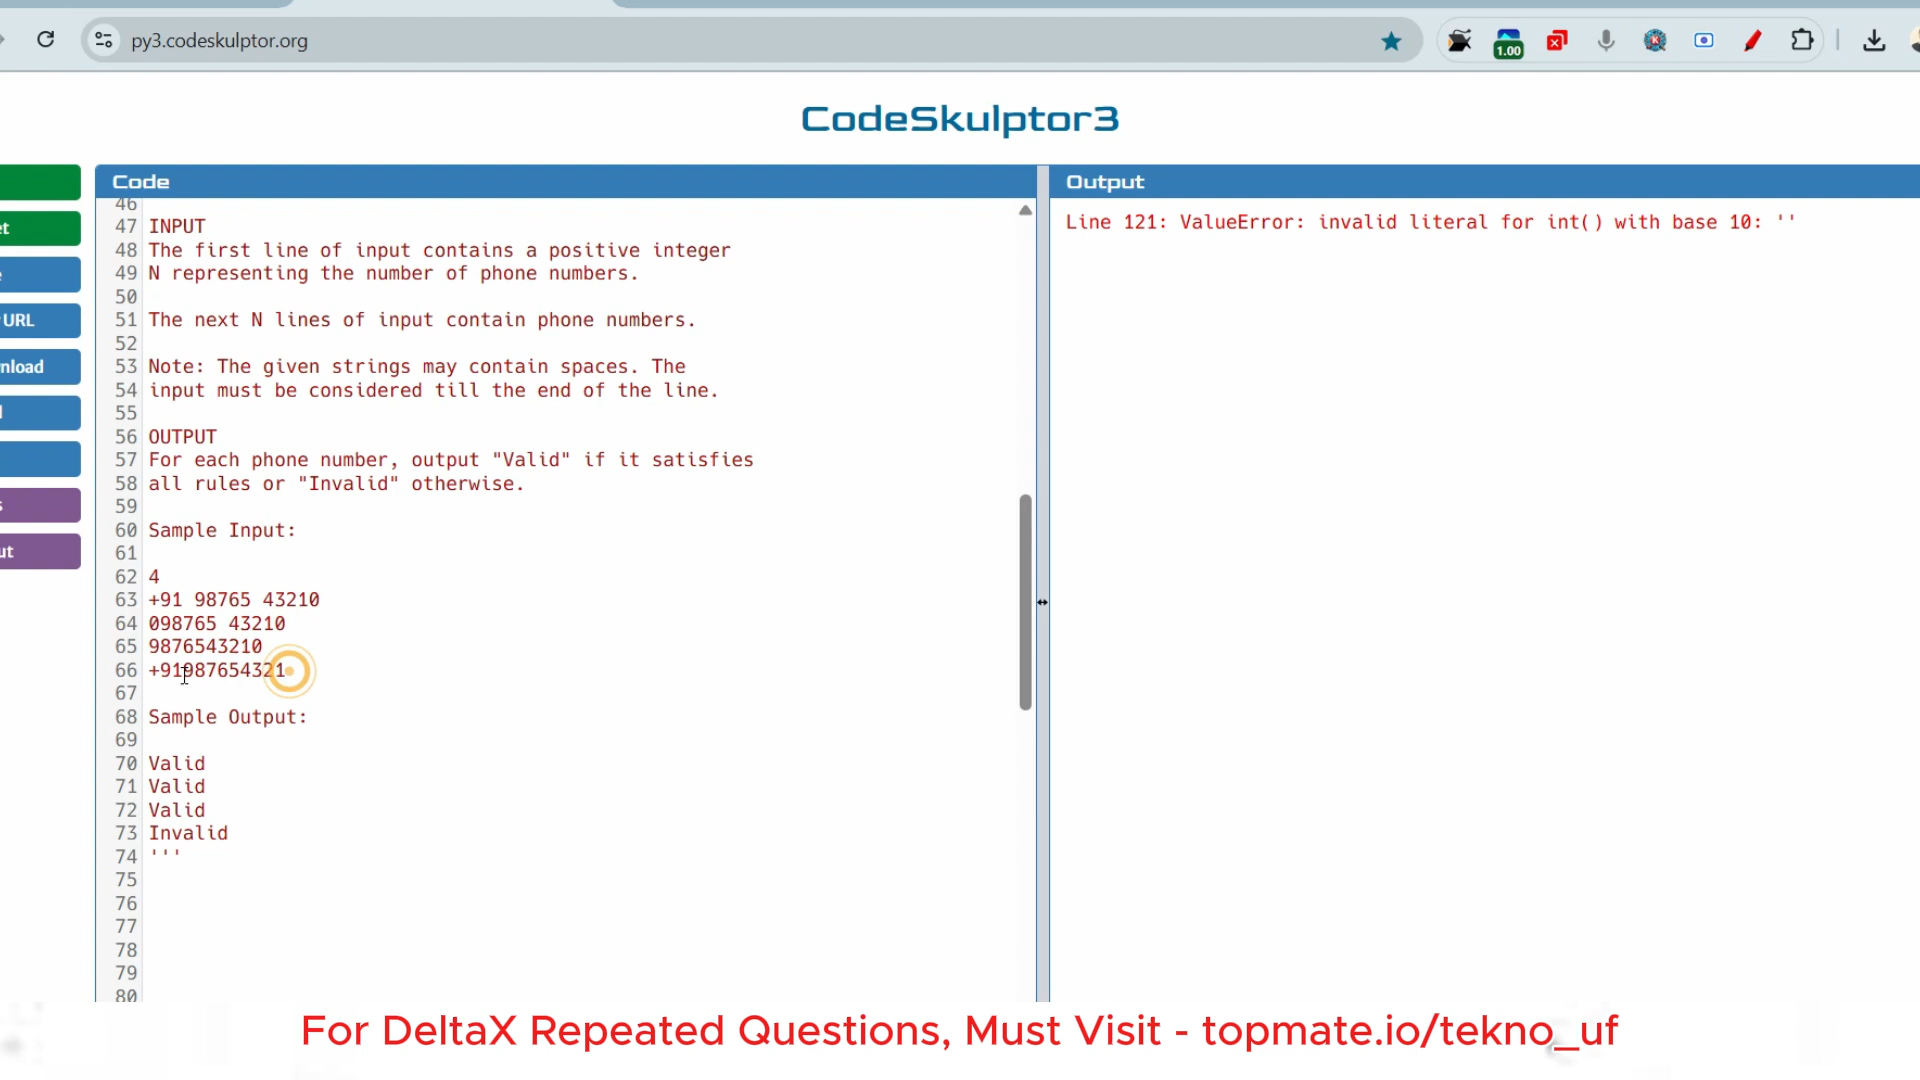 py3.codeskulptor.org
1.00
CodeSkulptor3
Code
Output
et
e
URL
nload
s
ut
46
47 INPUT
48 The first line of input contains a positive integer
49 N representing the number of phone numbers.
50
51 The next N lines of input contain phone numbers.
52
53 Note: The given strings may contain spaces. The
54 input must be considered till the end of the line.
55
56 OUTPUT
57 For each phone number, output "Valid" if it satisfies
58 all rules or "Invalid" otherwise.
59
60 Sample Input:
61
62 4
63 +91 98765 43210
64 098765 43210
65 9876543210
66 +91987654321
67
68 Sample Output:
69
70 Valid
71 Valid
72 Valid
73 Invalid
74 '''
75
76
77
78
79
80
Line 121: ValueError: invalid literal for int() with base 10: ''
For DeltaX Repeated Questions, Must Visit - topmate.io/tekno_uf